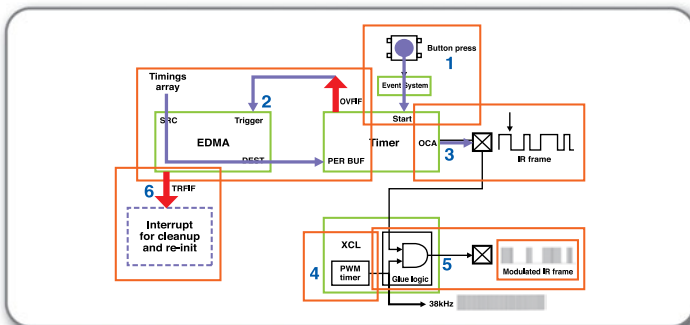 Button press
1
Event System
Timings
array
2
OVFIF
SRC
Trigger
EDMA
DEST
Start
Timer
PER BUF
OCA
3
IR frame
6
TRFIF
Interrupt
for cleanup
and re-init
XCL
4
PWM
timer
Glue logic
5
Modulated IR frame
38kHz